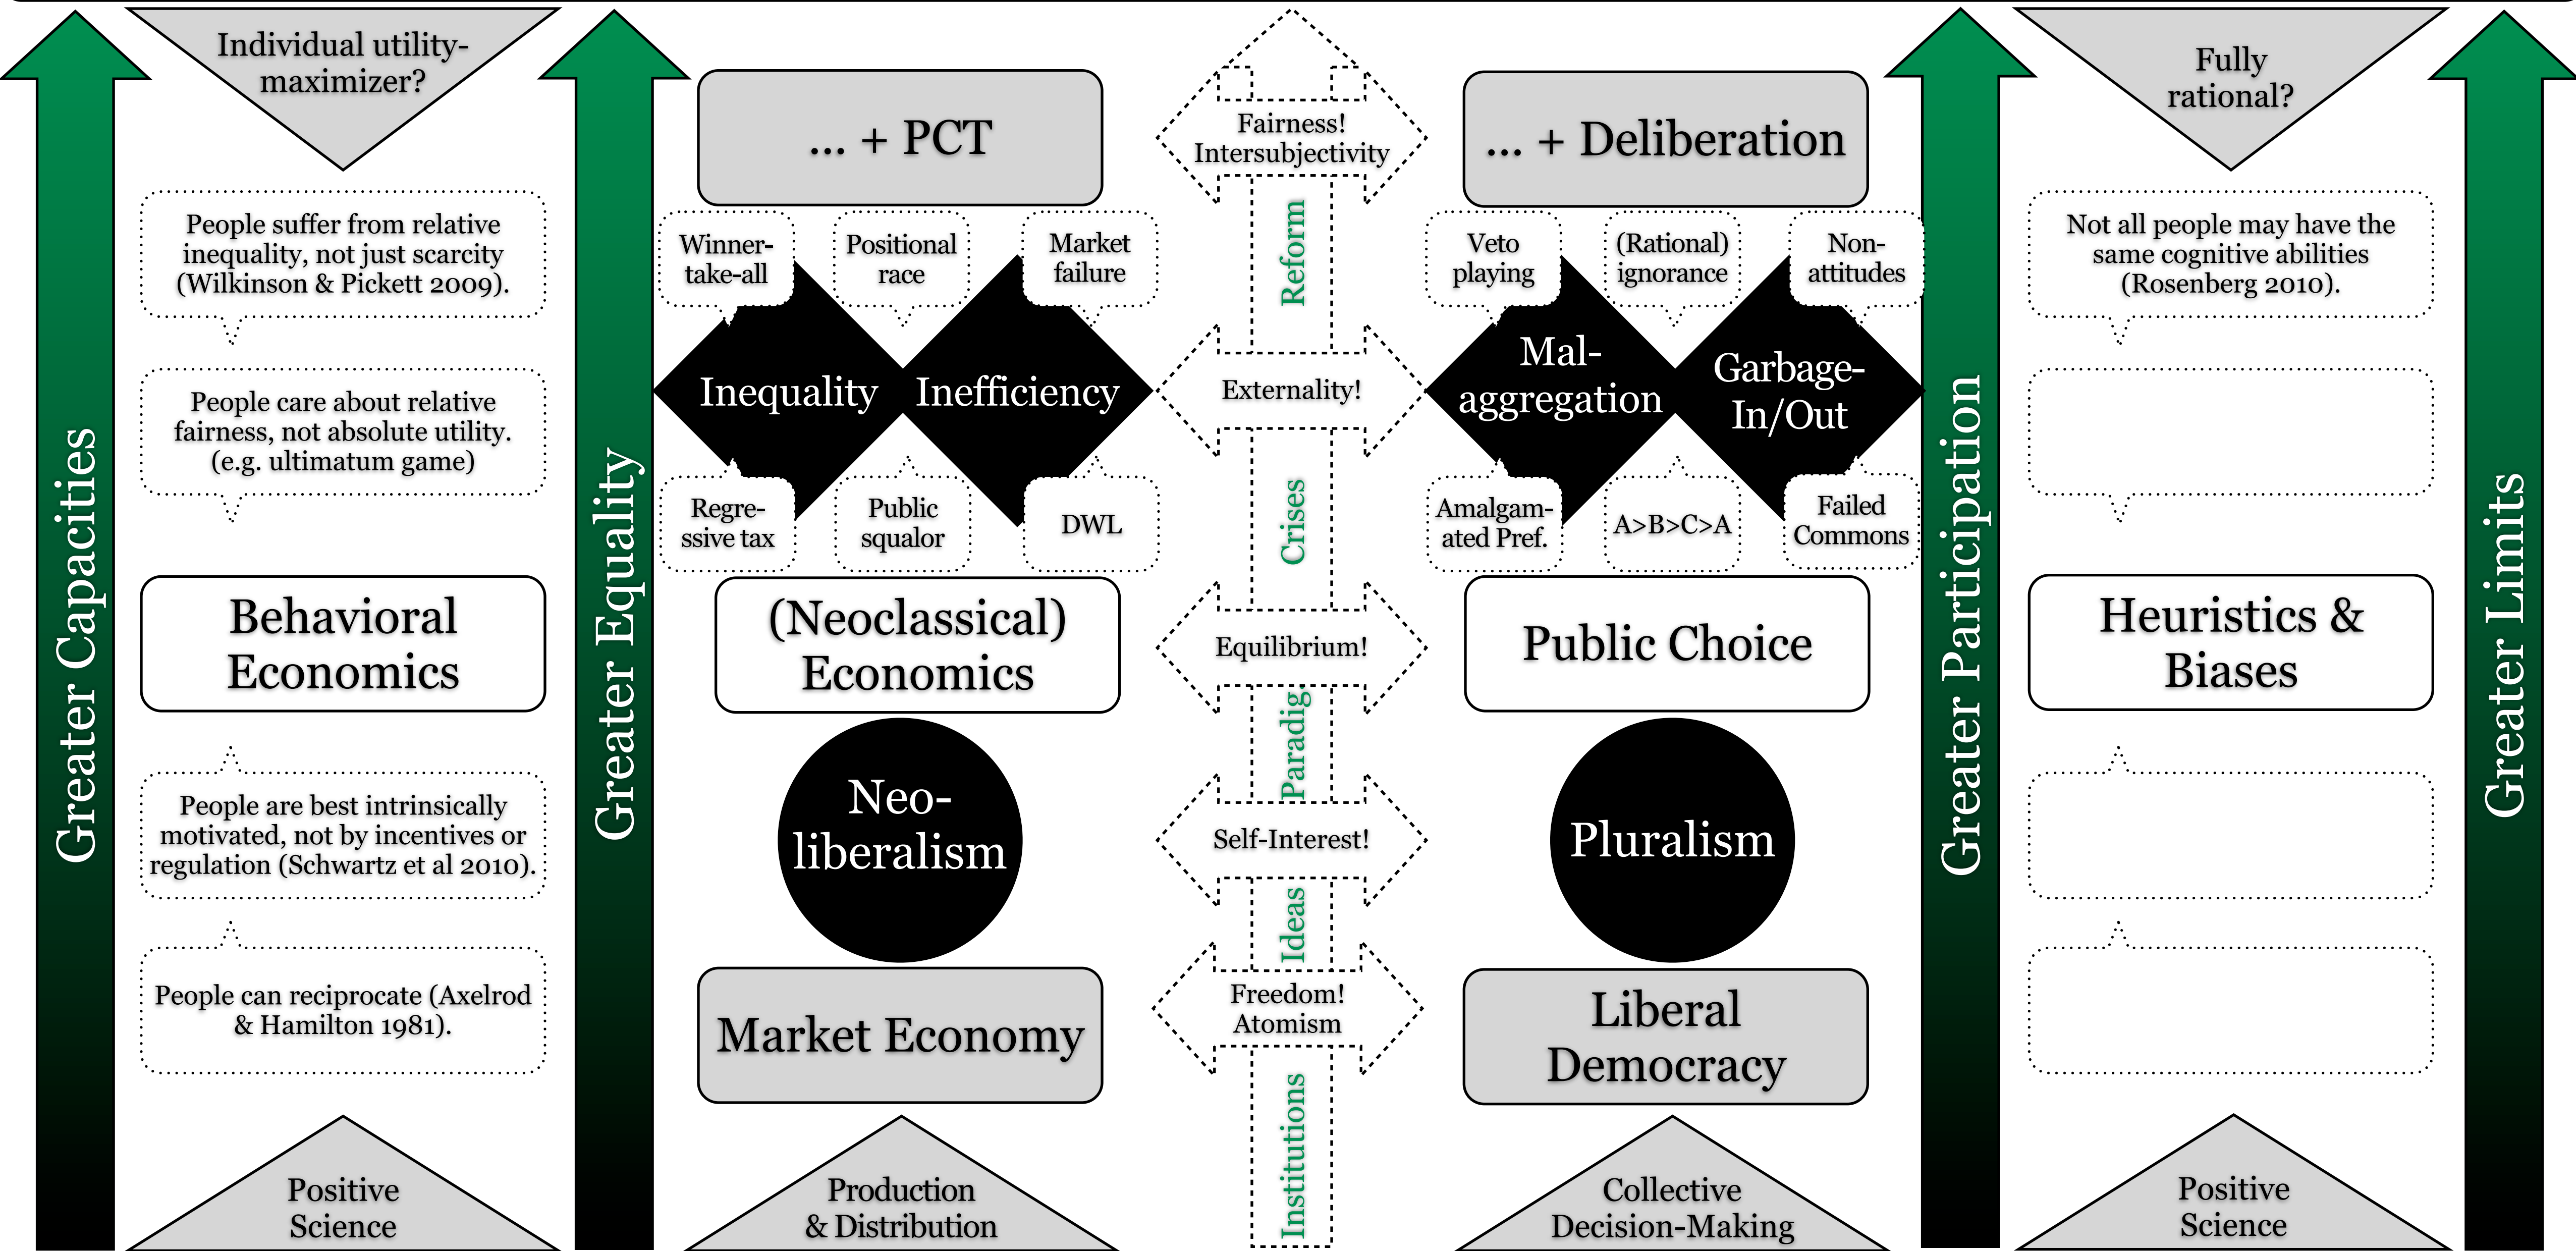 Greater Capacities
Individual utility-
maximizer?
People suffer from relative
inequality, not just scarcity
(Wilkinson & Pickett 2009).
People care about relative
fairness, not absolute utility.
(e.g. ultimatum game)
Behavioral
Economics
People are best intrinsically
motivated, not by incentives or
regulation (Schwartz et al 2010).
People can reciprocate (Axelrod
& Hamilton 1981).
Positive
Science
Greater Equality
... + PCT
Winner-
take-all
Positional
race
Market
failure
Inequality
Inefficiency
Regre-
ssive tax
Public
squalor
DWL
(Neoclassical)
Economics
Neo-
liberalism
Market Economy
Production
& Distribution
Fairness!
Intersubjectivity
Reform
Externality!
Crises
Equilibrium!
Paradig
Self-Interest!
Ideas
Freedom!
Atomism
Institutions
... + Deliberation
Veto
playing
(Rational)
ignorance
Non-
attitudes
Mal-
aggregation
Garbage-
In/Out
Amalgam-
ated Pref.
A>B>C>A
Failed
Commons
Public Choice
Pluralism
Liberal
Democracy
Collective
Decision-Making
Greater Participation
Fully
rational?
Not all people may have the
same cognitive abilities
(Rosenberg 2010).
Heuristics &
Biases
Positive
Science
Greater Limits